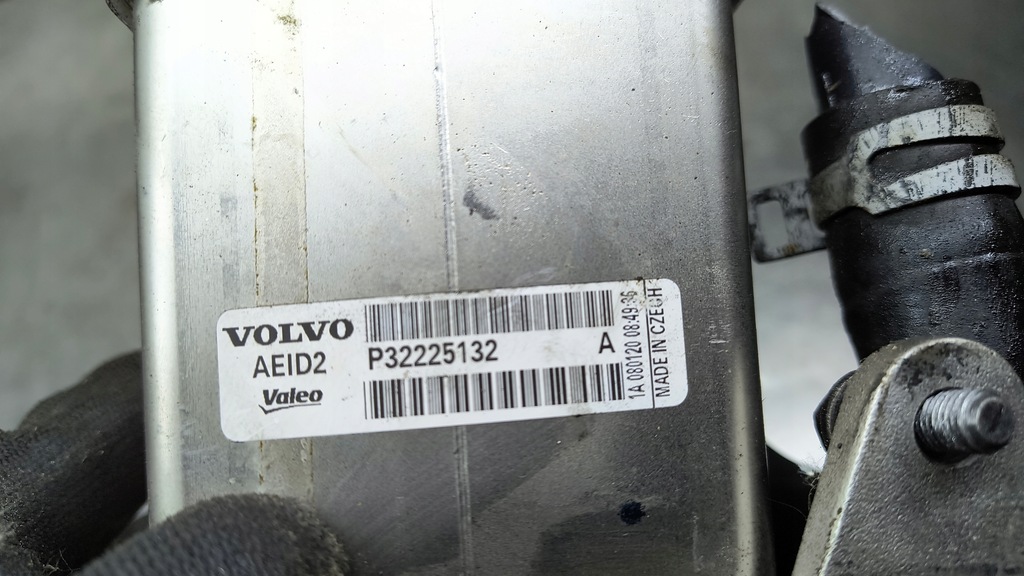 VOLVO
AEID2
Valeo
P32225132 A
1A 080120 08:49:36
MADE IN CZECH